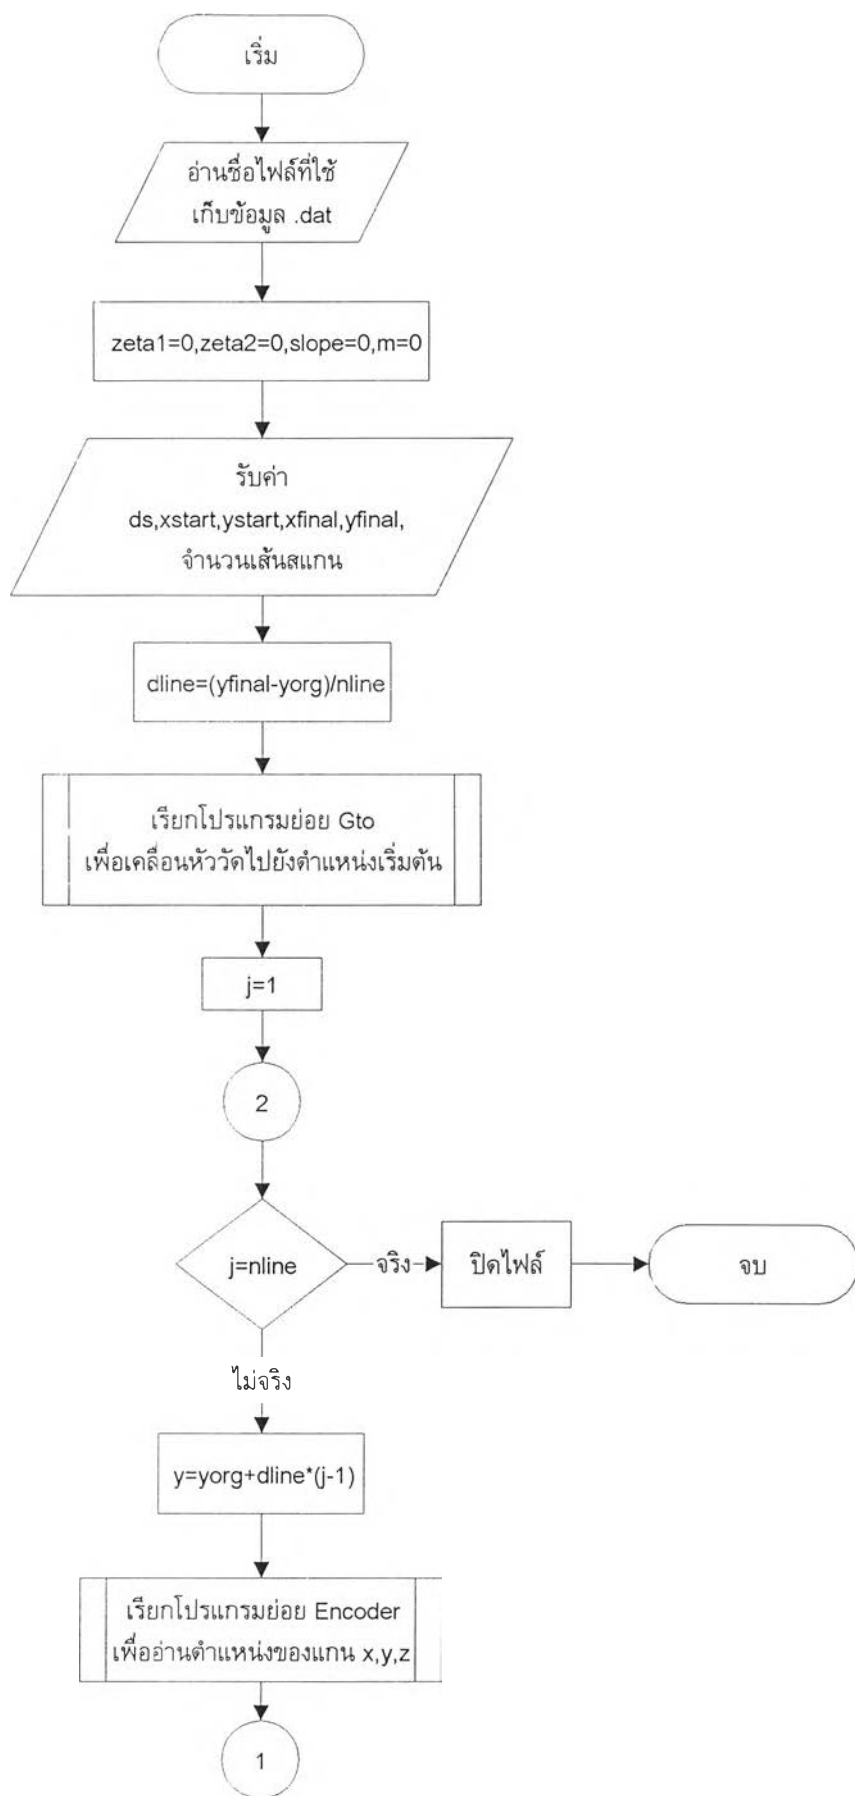 เริ่ม
อ่านชื่อไฟล์ที่ใช้
เก็บข้อมูล .dat
zeta1=0,zeta2=0,slope=0,m=0
รับค่า
ds,xstart,ystart,xfinal,yfinal,
จำนวนเส้นสแกน
dline=(yfinal-yorg)/nline
เรียกโปรแกรมย่อย Gto
เพื่อเคลื่อนหัววัดไปยังตำแหน่งเริ่มต้น
j=1
2
j=nline
จริง
ปิดไฟล์
จบ
ไม่จริง
y=yorg+dline*(j-1)
เรียกโปรแกรมย่อย Encoder
เพื่ออ่านตำแหน่งของแกน x,y,z
1